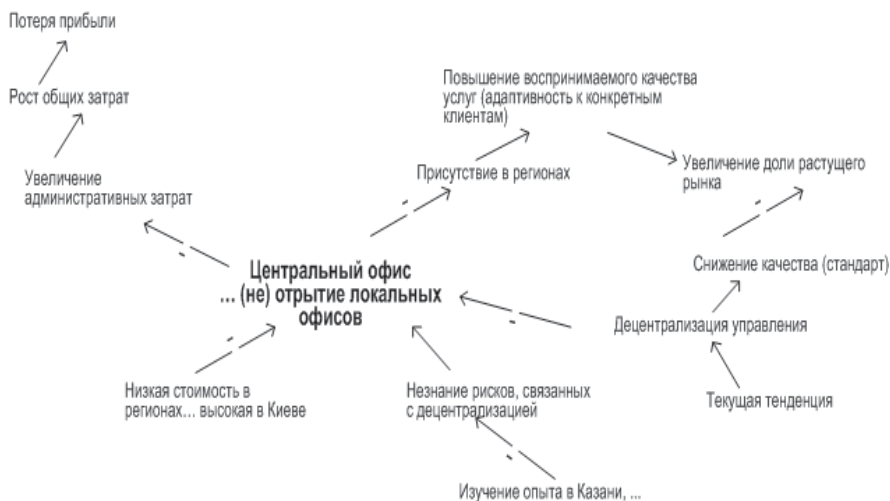 Потеря прибыли
Рост общих затрат
Увеличение
административных затрат
Повышение воспринимаемого качества
услуг (адаптивность к конкретным
клиентам)
Присутствие в регионах
Увеличение доли растущего
рынка
Центральный офис
... (не) отрытие локальных
офисов
Снижение качества (стандарт)
Децентрализация управления
Текущая тенденция
Низкая стоимость в
регионах... высокая в Киеве
Незнание рисков, связанных
с децентрализацией
Изучение опыта в Казани, ...